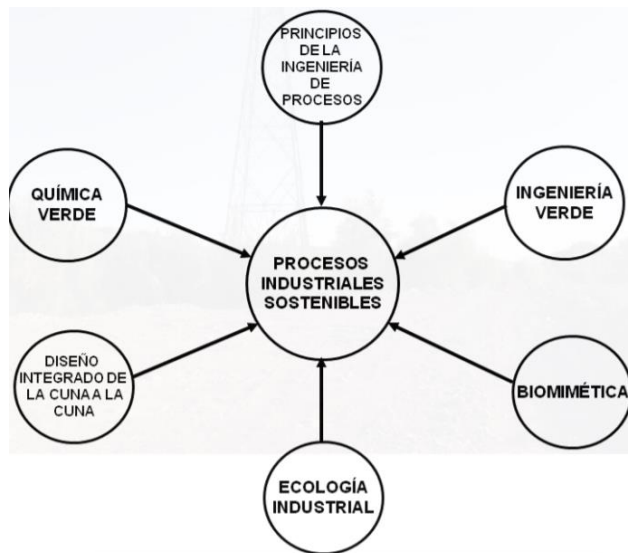 PRINCIPIOS
DE LA
INGENIERÍA
DE
PROCESOS
QUÍMICA
VERDE
INGENIERÍA
VERDE
PROCESOS
INDUSTRIALES
SOSTENIBLES
DISEÑO
INTEGRADO DE
LA CUNA A LA
CUNA
BIOMIMÉTICA
ECOLOGÍA
INDUSTRIAL